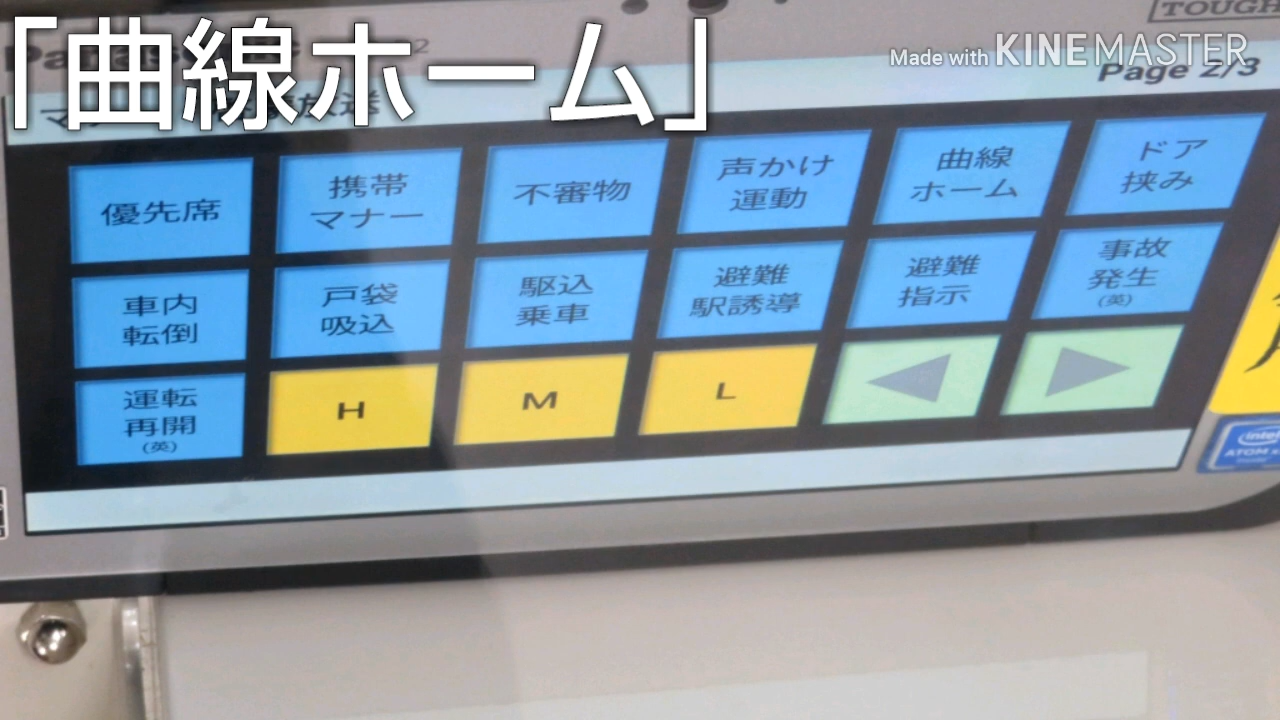 「曲線ホーム」
Made with KINEMASTER
TOUGH
Page 2/3
優先席
携帯
マナー
不審物
声かけ
運動
曲線
ホーム
ドア
挟み
車内
転倒
戸袋
吸込
駆込
乗車
避難
駅誘導
避難
指示
事故
発生
(英)
運転
再開
(英)
H
M
L
intel
ATOM